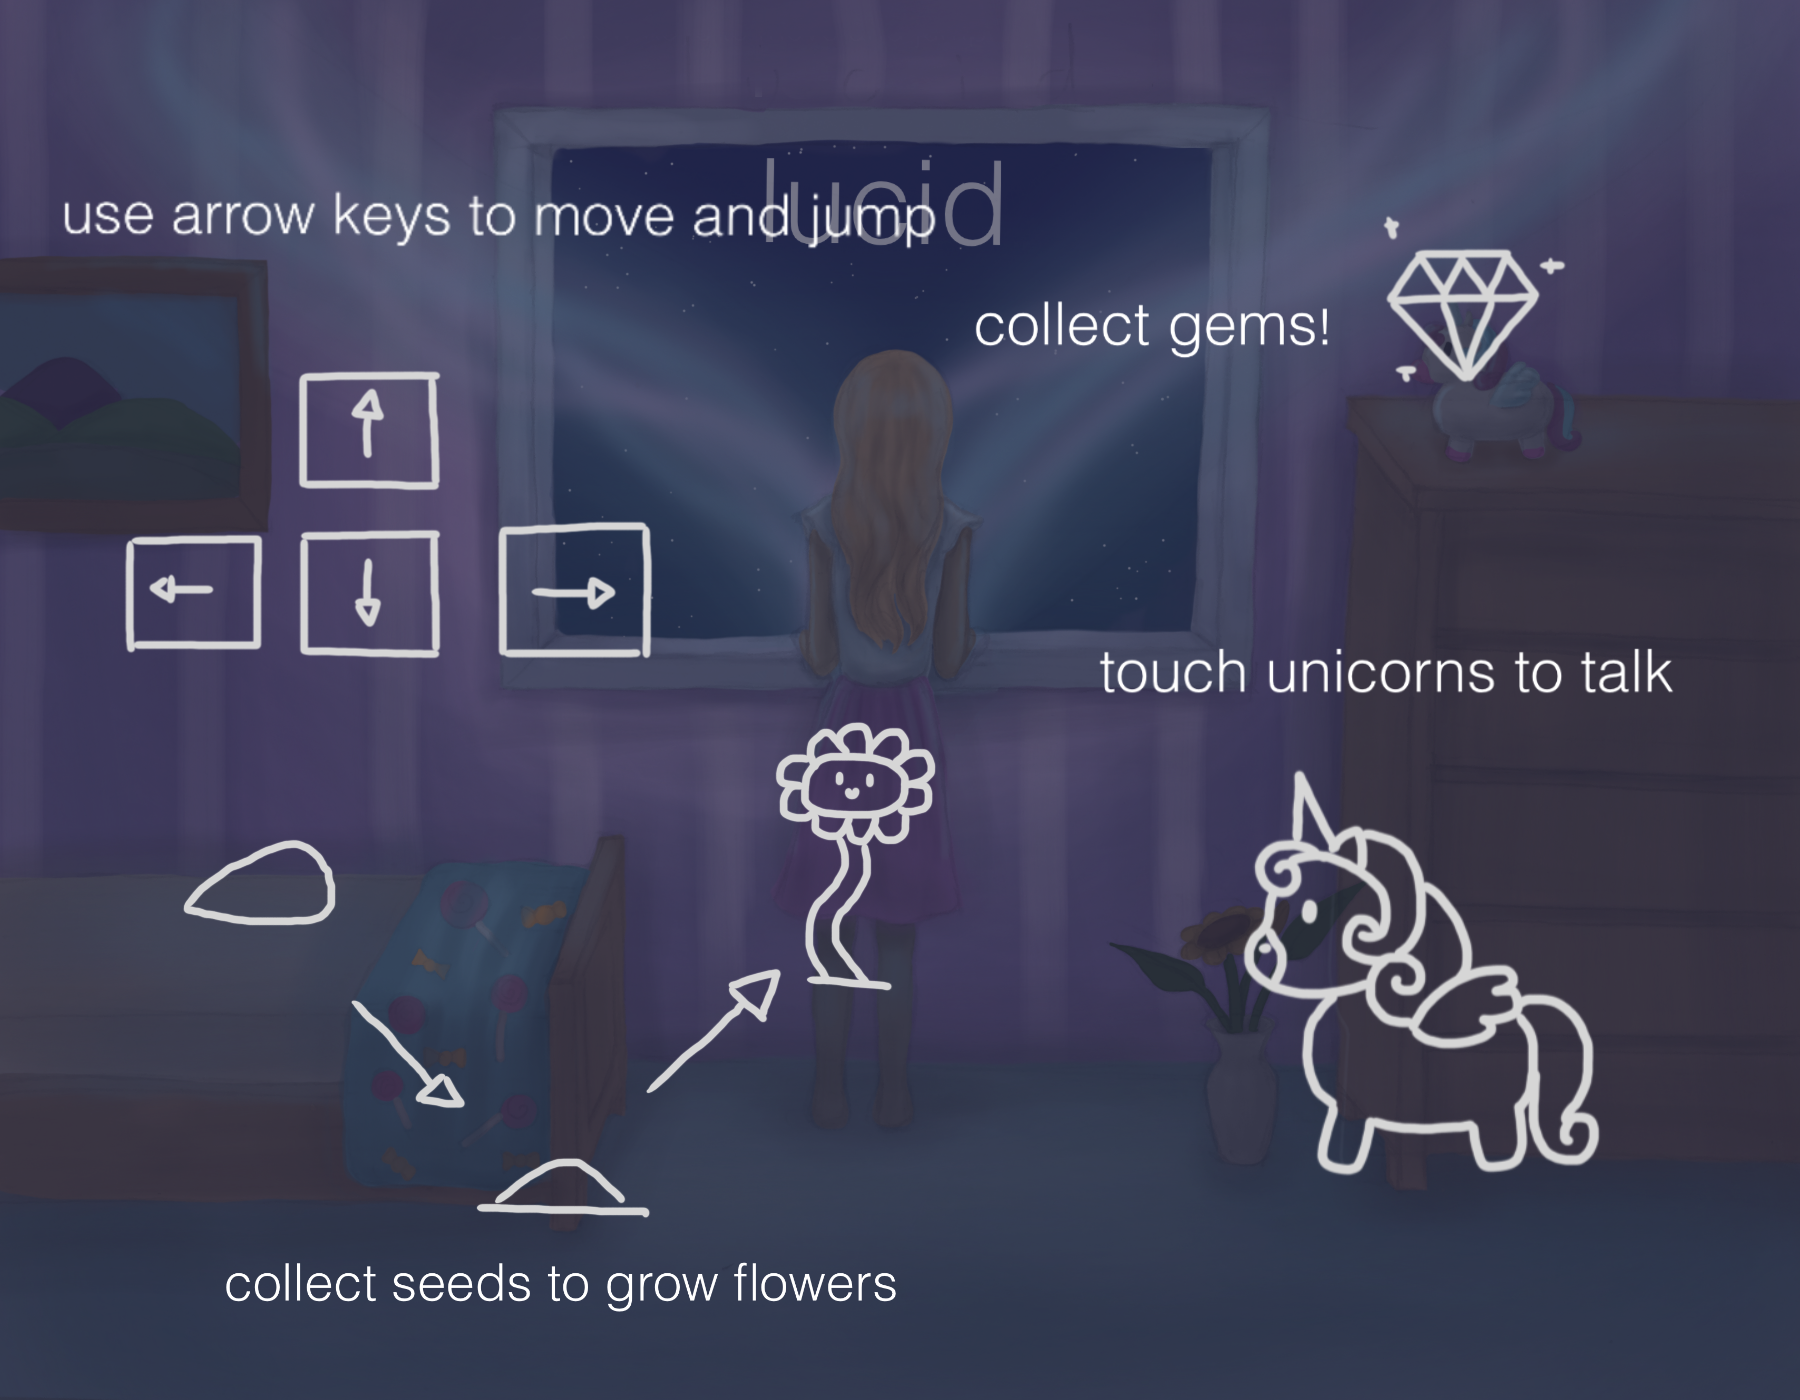 lucid
use arrow keys to move and jump
collect gems!
touch unicorns to talk
collect seeds to grow flowers